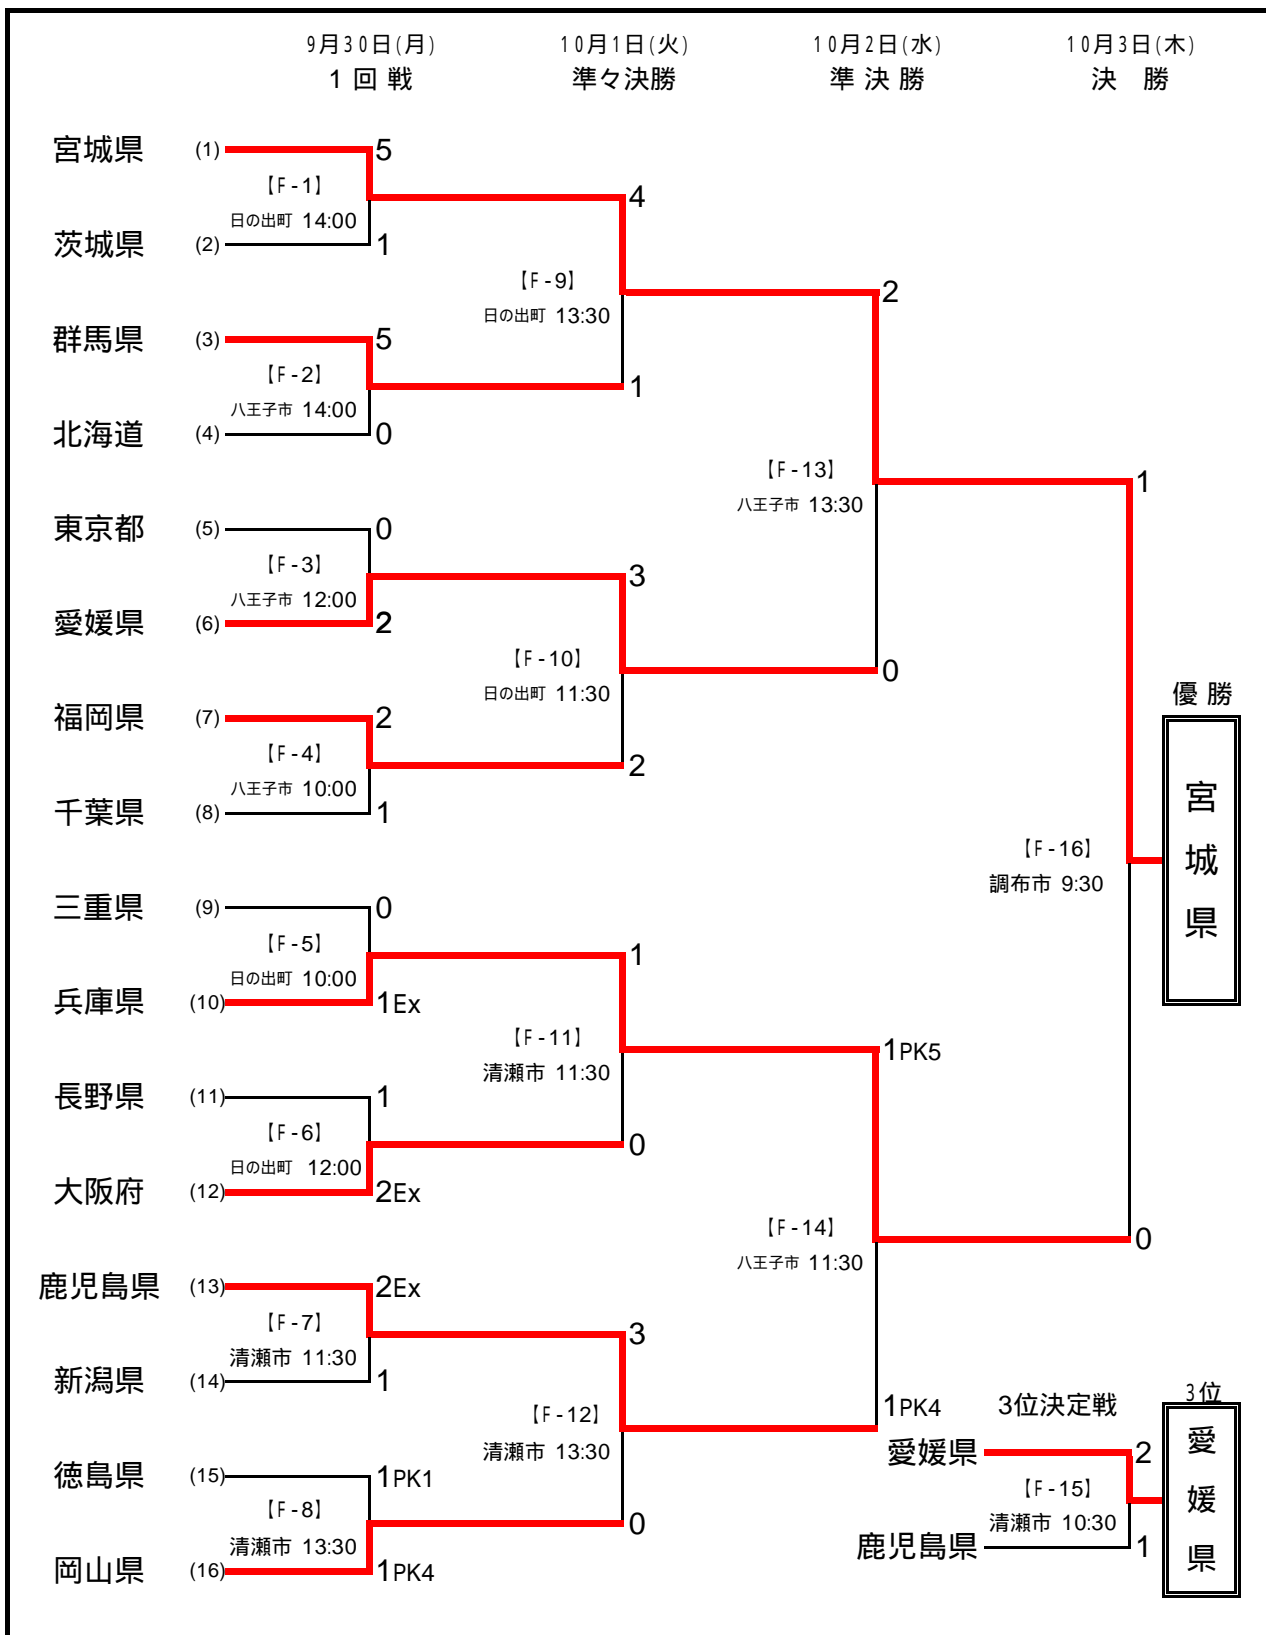 9月30日(月) 10月1日(火) 10月2日(水) 10月3日(木)
1回戦 準々決勝 準決勝 決勝
宮城県 (1) 5
【F-1】
日の出町 14:00
4
茨城県 (2) 1
【F-9】
日の出町 13:30
2
群馬県 (3) 5
【F-2】
八王子市 14:00
1
北海道 (4) 0
【F-13】
八王子市 13:30
1
東京都 (5) 0
【F-3】
八王子市 12:00
3
愛媛県 (6) 2
【F-10】
日の出町 11:30
0
福岡県 (7) 2
【F-4】
八王子市 10:00
2
千葉県 (8) 1
優勝
宮城県
【F-16】
調布市 9:30
三重県 (9) 0
【F-5】
日の出町 10:00
1
兵庫県 (10) 1Ex
【F-11】
清瀬市 11:30
1PK5
長野県 (11) 1
【F-6】
日の出町 12:00
0
大阪府 (12) 2Ex
【F-14】
八王子市 11:30
0
鹿児島県 (13) 2Ex
【F-7】
清瀬市 11:30
3
新潟県 (14) 1
【F-12】
清瀬市 13:30
1PK4
徳島県 (15) 1PK1
【F-8】
清瀬市 13:30
0
岡山県 (16) 1PK4
3位決定戦
3位
愛媛県 2
【F-15】
清瀬市 10:30
鹿児島県 1
愛媛県